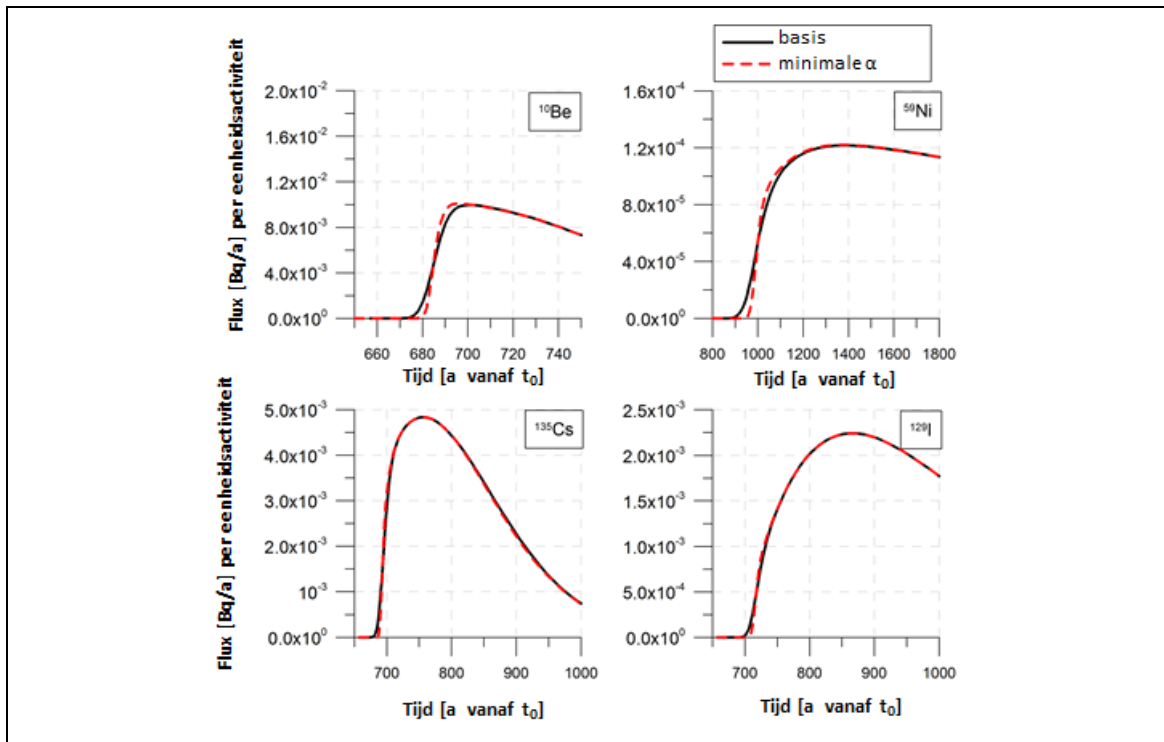 basis
minimale α
Flux [Bq/a] per eenheidsactiviteit
2.0x10⁻²
1.6x10⁻²
1.2x10⁻²
8.0x10⁻³
4.0x10⁻³
0.0x10⁰
¹⁰Be
660 680 700 720 740
Tijd [a vanaf t₀]
1.6x10⁻⁴
1.2x10⁻⁴
8.0x10⁻⁵
4.0x10⁻⁵
0.0x10⁰
⁵⁹Ni
800 1000 1200 1400 1600 1800
Tijd [a vanaf t₀]
Flux [Bq/a] per eenheidsactiviteit
5.0x10⁻³
4.0x10⁻³
3.0x10⁻³
2.0x10⁻³
10⁻³
0.0x10⁰
¹³⁵Cs
700 800 900 1000
Tijd [a vanaf t₀]
2.5x10⁻³
2.0x10⁻³
1.5x10⁻³
1.0x10⁻³
5.0x10⁻⁴
0.0x10⁰
¹²⁹I
700 800 900 1000
Tijd [a vanaf t₀]